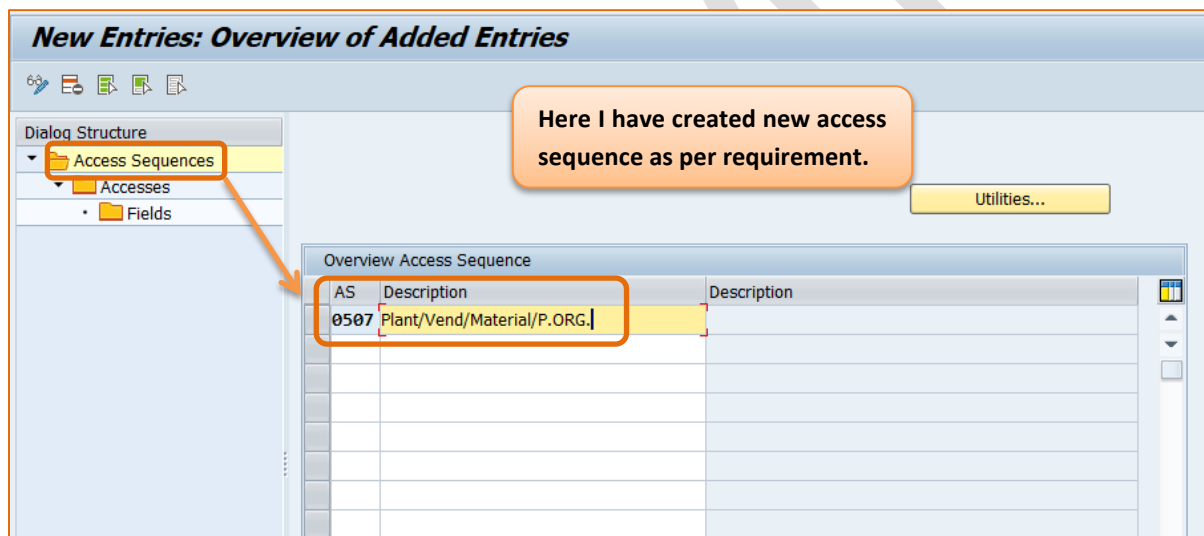 New Entries: Overview of Added Entries
Here I have created new access
sequence as per requirement.
Dialog Structure
Access Sequences
Accesses
Fields
Utilities...
Overview Access Sequence
AS Description Description
0507 Plant/Vend/Material/P.ORG.